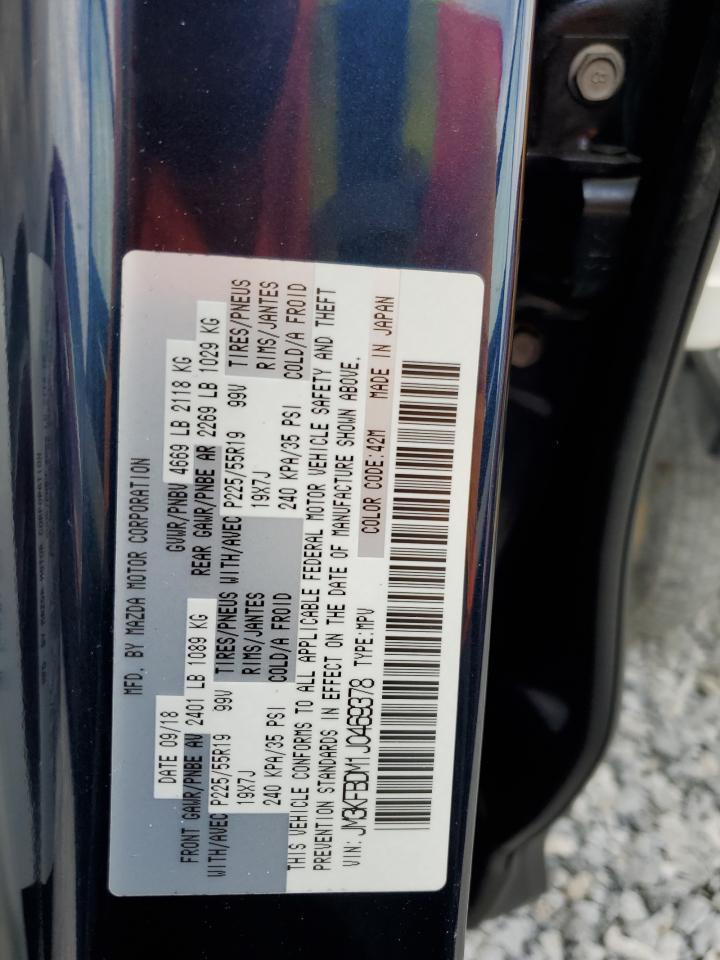 MFD. BY MAZDA MOTOR CORPORATION
DATE 09/18 GVWR/PNBV 4669 LB 2118 KG
FRONT GAWR/PNBE AV 2401 LB 1089 KG REAR GAWR/PNBE AR 2269 LB 1029 KG
WITH/AVEC P225/55R19 99V TIRES/PNEUS WITH/AVEC P225/55R19 99V TIRES/PNEUS
19X7J RIMS/JANTES 19X7J RIMS/JANTES
240 KPA/35 PSI COLD/A FROID 240 KPA/35 PSI COLD/A FROID
THIS VEHICLE CONFORMS TO ALL APPLICABLE FEDERAL MOTOR VEHICLE SAFETY AND THEFT
PREVENTION STANDARDS IN EFFECT ON THE DATE OF MANUFACTURE SHOWN ABOVE.
VIN: JM3KFBDM1J0469378 TYPE:MPV COLOR CODE:42M MADE IN JAPAN
8